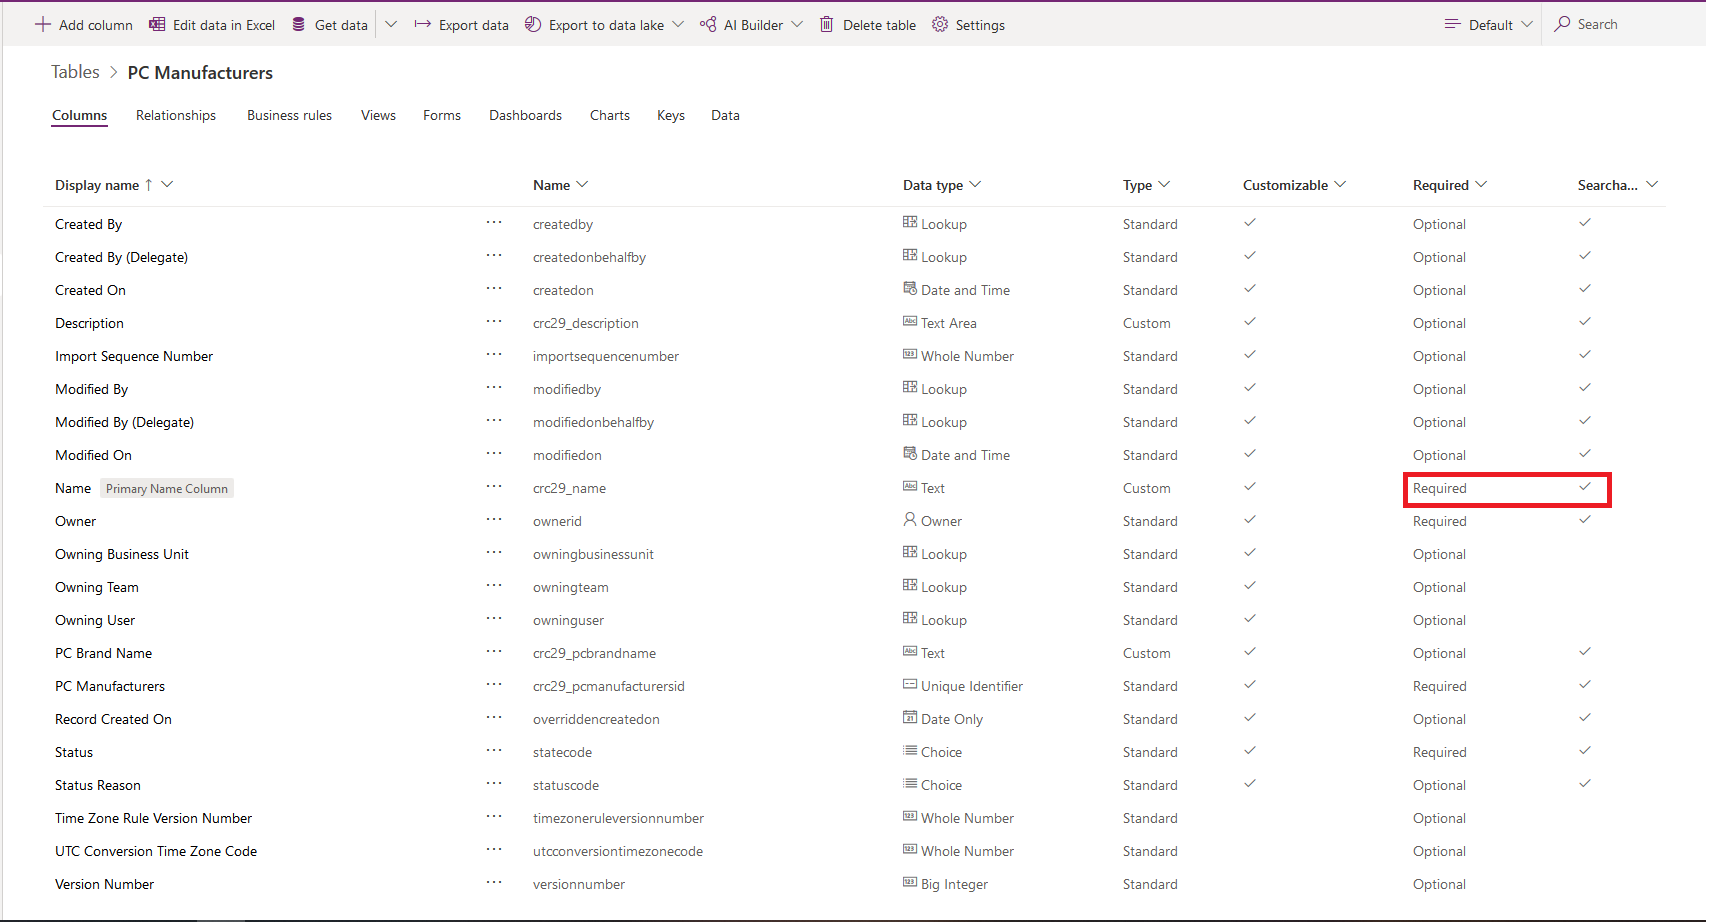 Add column Edit data in Excel Get data Export data Export to data lake AI Builder Delete table Settings Default Search
Tables > PC Manufacturers
Columns Relationships Business rules Views Forms Dashboards Charts Keys Data
Display name ↑ Name Data type Type Customizable Required Searcha...
Created By ··· createdby Lookup Standard ✓ Optional ✓
Created By (Delegate) ··· createdonbehalfby Lookup Standard ✓ Optional ✓
Created On ··· createdon Date and Time Standard ✓ Optional ✓
Description ··· crc29_description Abc Text Area Custom ✓ Optional ✓
Import Sequence Number ··· importsequencenumber 123 Whole Number Standard ✓ Optional ✓
Modified By ··· modifiedby Lookup Standard ✓ Optional ✓
Modified By (Delegate) ··· modifiedonbehalfby Lookup Standard ✓ Optional ✓
Modified On ··· modifiedon Date and Time Standard ✓ Optional ✓
Name Primary Name Column ··· crc29_name Abc Text Custom ✓ Required ✓
Owner ··· ownerid Owner Standard ✓ Required ✓
Owning Business Unit ··· owningbusinessunit Lookup Standard ✓ Optional
Owning Team ··· owningteam Lookup Standard ✓ Optional
Owning User ··· owninguser Lookup Standard ✓ Optional
PC Brand Name ··· crc29_pcbrandname Abc Text Custom ✓ Optional ✓
PC Manufacturers ··· crc29_pcmanufacturersid Unique Identifier Standard ✓ Required ✓
Record Created On ··· overriddencreatedon 21 Date Only Standard ✓ Optional ✓
Status ··· statecode Choice Standard ✓ Required ✓
Status Reason ··· statuscode Choice Standard ✓ Optional ✓
Time Zone Rule Version Number ··· timezoneruleversionnumber 123 Whole Number Standard Optional
UTC Conversion Time Zone Code ··· utcconversiontimezonecode 123 Whole Number Standard Optional
Version Number ··· versionnumber 123 Big Integer Standard Optional